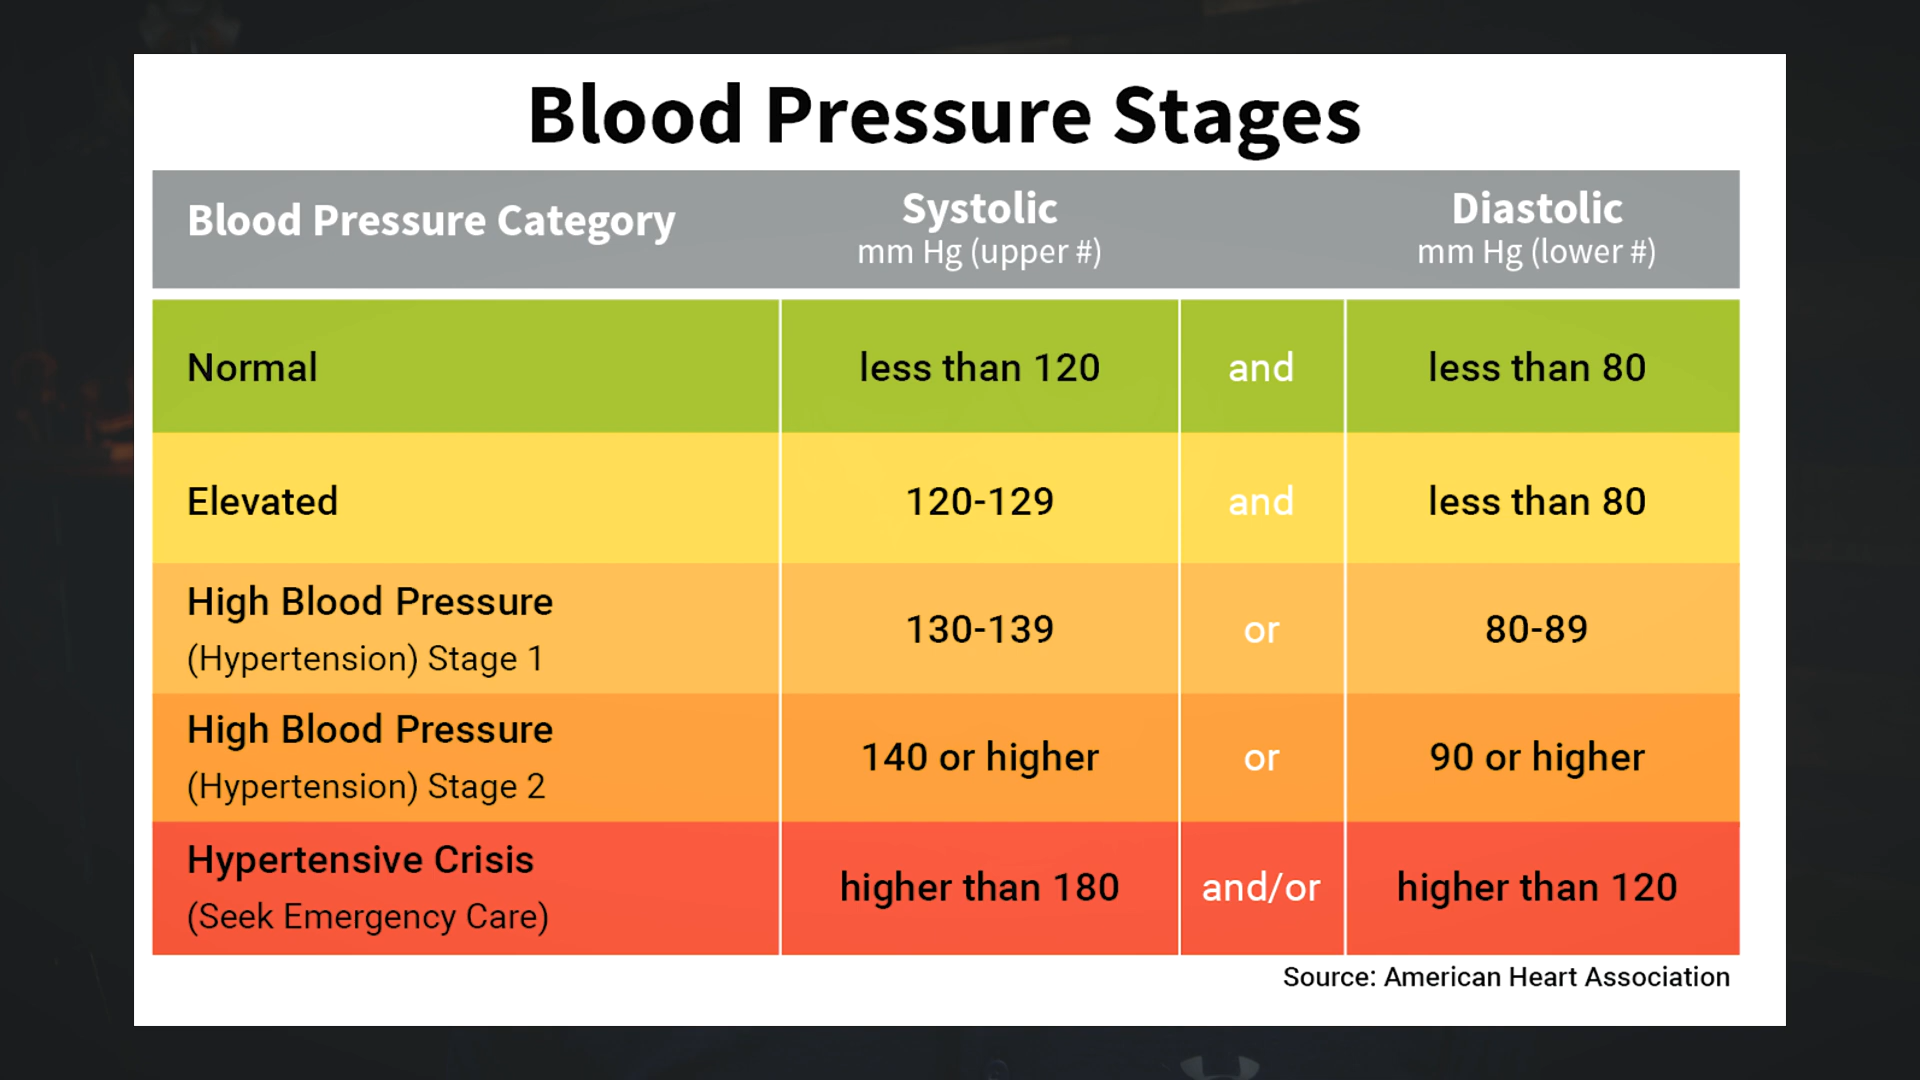 Blood Pressure Stages
Blood Pressure Category
Systolic
mm Hg (upper #)
Diastolic
mm Hg (lower #)
Normal less than 120 and less than 80
Elevated 120-129 and less than 80
High Blood Pressure
(Hypertension) Stage 1
130-139 or 80-89
High Blood Pressure
(Hypertension) Stage 2
140 or higher or 90 or higher
Hypertensive Crisis
(Seek Emergency Care)
higher than 180 and/or higher than 120
Source: American Heart Association